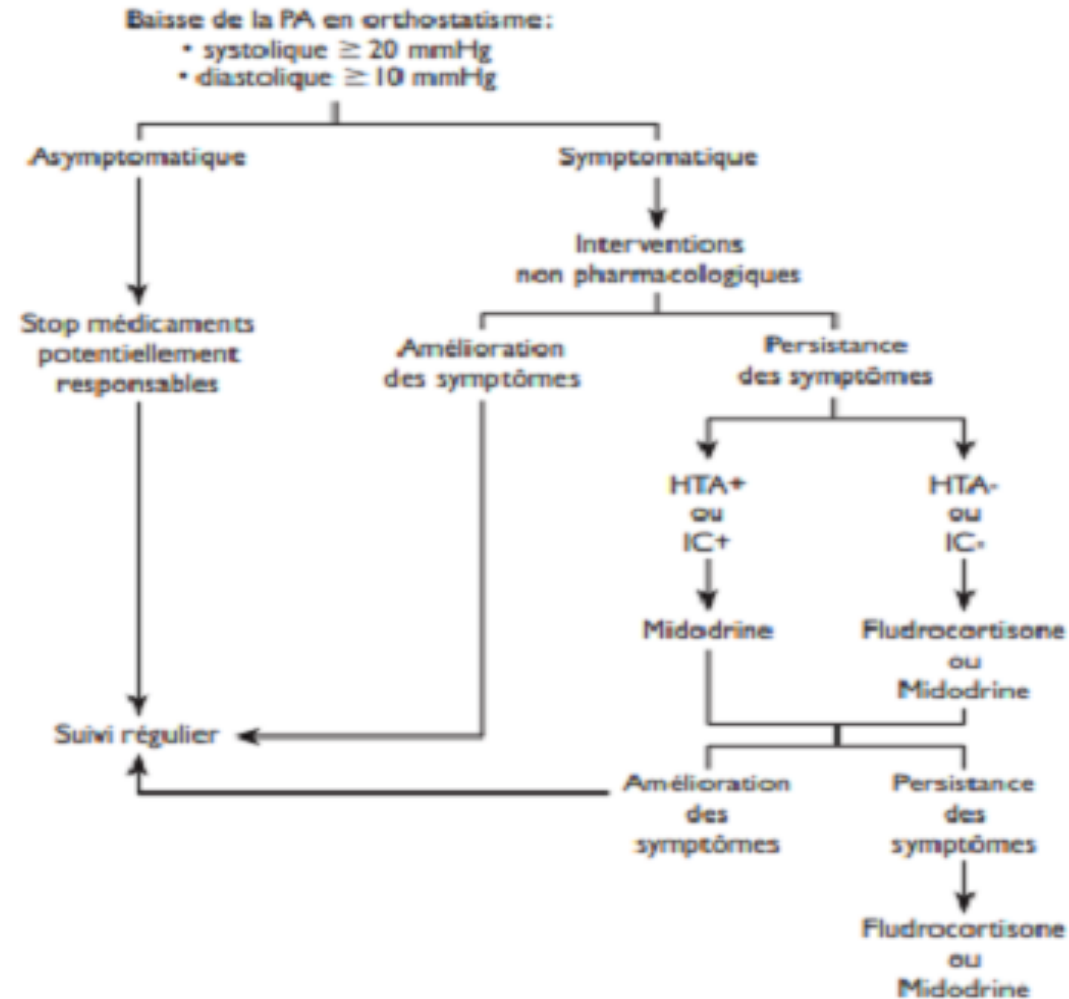 Baisse de la PA en orthostatisme:
• systolique ≥ 20 mmHg
• diastolique ≥ 10 mmHg
Asymptomatique
Symptomatique
Interventions
non pharmacologiques
Stop médicaments
potentiellement
responsables
Amélioration
des symptômes
Persistance
des symptômes
HTA+
ou
IC+
HTA-
ou
IC-
Midodrine
Fludrocortisone
ou
Midodrine
Suivi régulier
Amélioration
des
symptômes
Persistance
des
symptômes
Fludrocortisone
ou
Midodrine